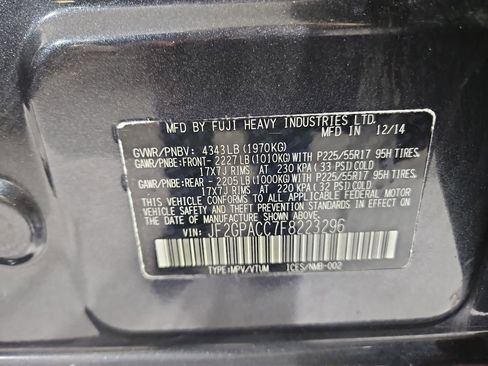 MFD BY FUJI HEAVY INDUSTRIES LTD.
MFD IN 12/14
GVWR/PNBV: 4343LB(1970KG)
GAWR/PNBE:FRONT- 2227LB(1010KG)WITH P225/55R17 95H TIRES,
17X7J RIMS AT 230 KPA (33 PSI)COLD
GAWR/PNBE:REAR - 2205LB(1000KG)WITH P225/55R17 95H TIRES,
17X7J RIMS AT 220 KPA (32 PSI)COLD
THIS VEHICLE CONFORMS TO ALL APPLICABLE FEDERAL MOTOR
VEHICLE SAFETY AND BUMPER STANDARDS IN EFFECT ON
THE DATE OF MANUFACTURE SHOWN ABOVE.
VIN: JF2GPACC7F8223296
TYPE:MPV/VTUM ICES/NMB-002